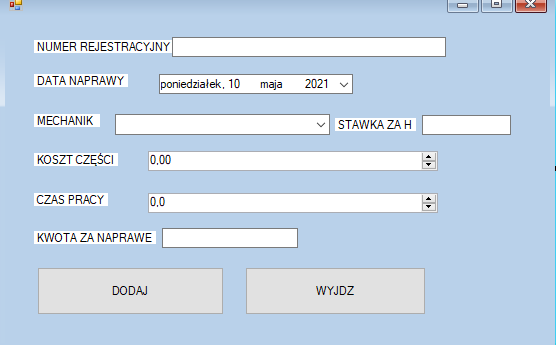 NUMER REJESTRACYJNY
DATA NAPRAWY poniedziałek, 10 maja 2021
MECHANIK STAWKA ZA H
KOSZT CZĘŚCI 0,00
CZAS PRACY 0,0
KWOTA ZA NAPRAWE
DODAJ WYJDZ